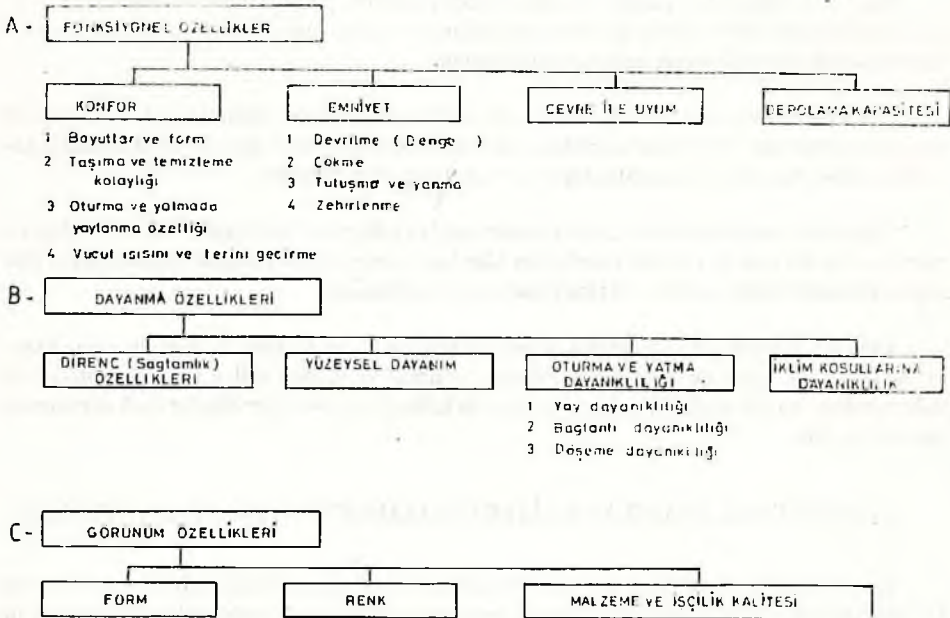 A - FONKSİYONEL ÖZELLİKLER
KONFOR
1 Boyutlar ve form
2 Taşıma ve temizleme
kolaylığı
3 Oturma ve yatmada
yaylanma özelliği
4 Vucut ısısını ve terini geçirme
EMNİYET
1 Devrilme (Denge )
2 Çökme
3 Tutuşma ve yanma
4 Zehirlenme
ÇEVRE İLE UYUM
DEPOLAMA KAPASİTESİ
B - DAYANMA ÖZELLİKLERİ
DİRENÇ (Sağlamlık)
ÖZELLİKLERİ
YÜZEYSEL DAYANIM
OTURMA VE YATMA
DAYANIKLILIĞI
1 Yay dayanıklılığı
2 Bağlantı dayanıklılığı
3 Döşeme dayanıklılığı
İKLİM KOŞULLARINA
DAYANIKLILIK
C - GÖRÜNÜM ÖZELLİKLERİ
FORM
RENK
MALZEME VE İŞÇİLİK KALİTESİ